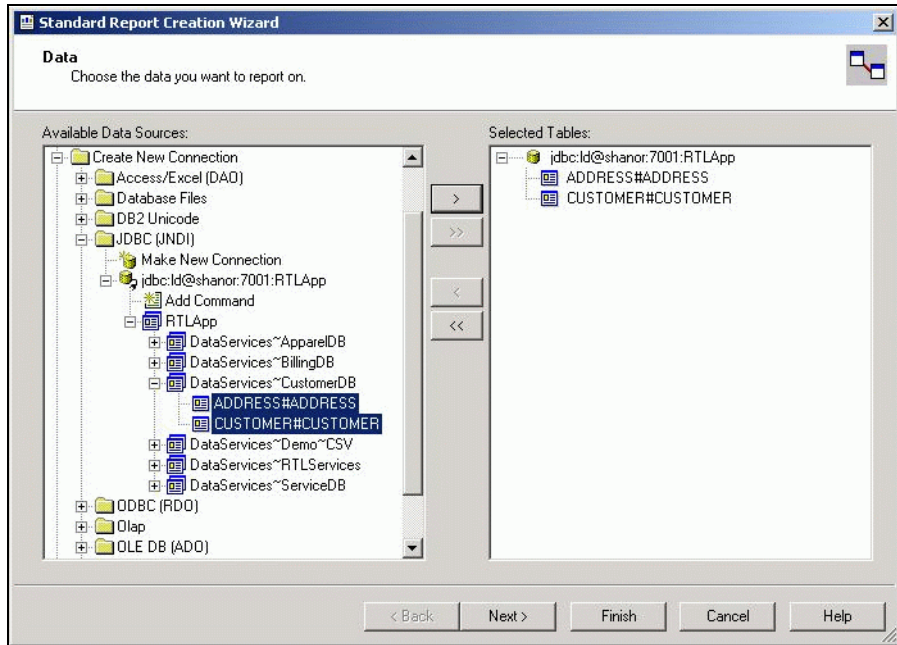 Standard Report Creation Wizard
Data
Choose the data you want to report on.
Available Data Sources:
Create New Connection
Access/Excel (DAO)
Database Files
DB2 Unicode
JDBC (JNDI)
Make New Connection
jdbc:ld@shanor:7001:RTLApp
Add Command
RTLApp
DataServices~ApparelDB
DataServices~BillingDB
DataServices~CustomerDB
ADDRESS#ADDRESS
CUSTOMER#CUSTOMER
DataServices~Demo~CSV
DataServices~RTLServices
DataServices~ServiceDB
ODBC (RDO)
Olap
OLE DB (ADO)
>
>>
<
<<
Selected Tables:
jdbc:ld@shanor:7001:RTLApp
ADDRESS#ADDRESS
CUSTOMER#CUSTOMER
< Back Next > Finish Cancel Help